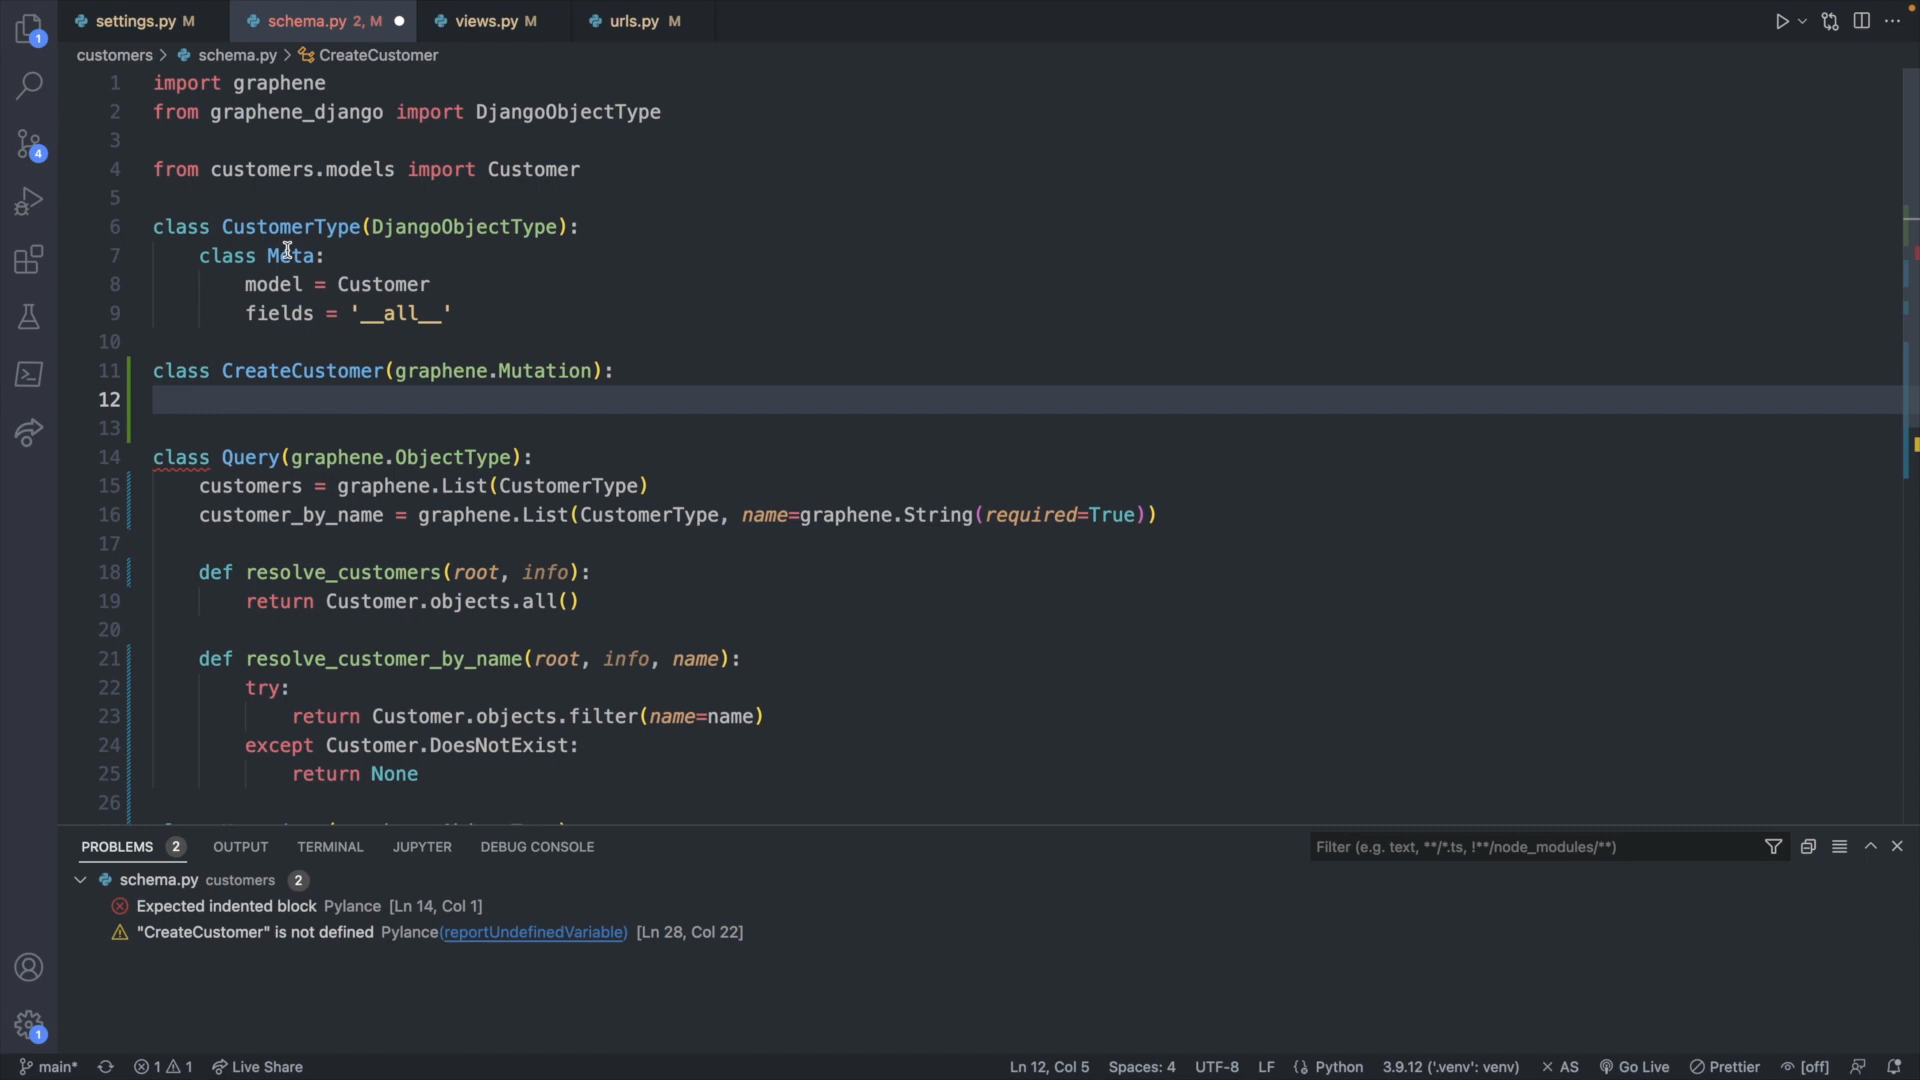 settings.py M
schema.py 2, M
views.py M
urls.py M
customers > schema.py > CreateCustomer
1 import graphene
2 from graphene_django import DjangoObjectType
3
4 from customers.models import Customer
5
6 class CustomerType(DjangoObjectType):
7 class Meta:
8 model = Customer
9 fields = '__all__'
10
11 class CreateCustomer(graphene.Mutation):
12
13
14 class Query(graphene.ObjectType):
15 customers = graphene.List(CustomerType)
16 customer_by_name = graphene.List(CustomerType, name=graphene.String(required=True))
17
18 def resolve_customers(root, info):
19 return Customer.objects.all()
20
21 def resolve_customer_by_name(root, info, name):
22 try:
23 return Customer.objects.filter(name=name)
24 except Customer.DoesNotExist:
25 return None
26
PROBLEMS 2 OUTPUT TERMINAL JUPYTER DEBUG CONSOLE Filter (e.g. text, **/*.ts, !**/node_modules/**)
schema.py customers 2
Expected indented block Pylance [Ln 14, Col 1]
"CreateCustomer" is not defined Pylance(reportUndefinedVariable) [Ln 28, Col 22]
1
4
1
main* 1 1 Live Share Ln 12, Col 5 Spaces: 4 UTF-8 LF Python 3.9.12 ('.venv': venv) AS Go Live Prettier [off]